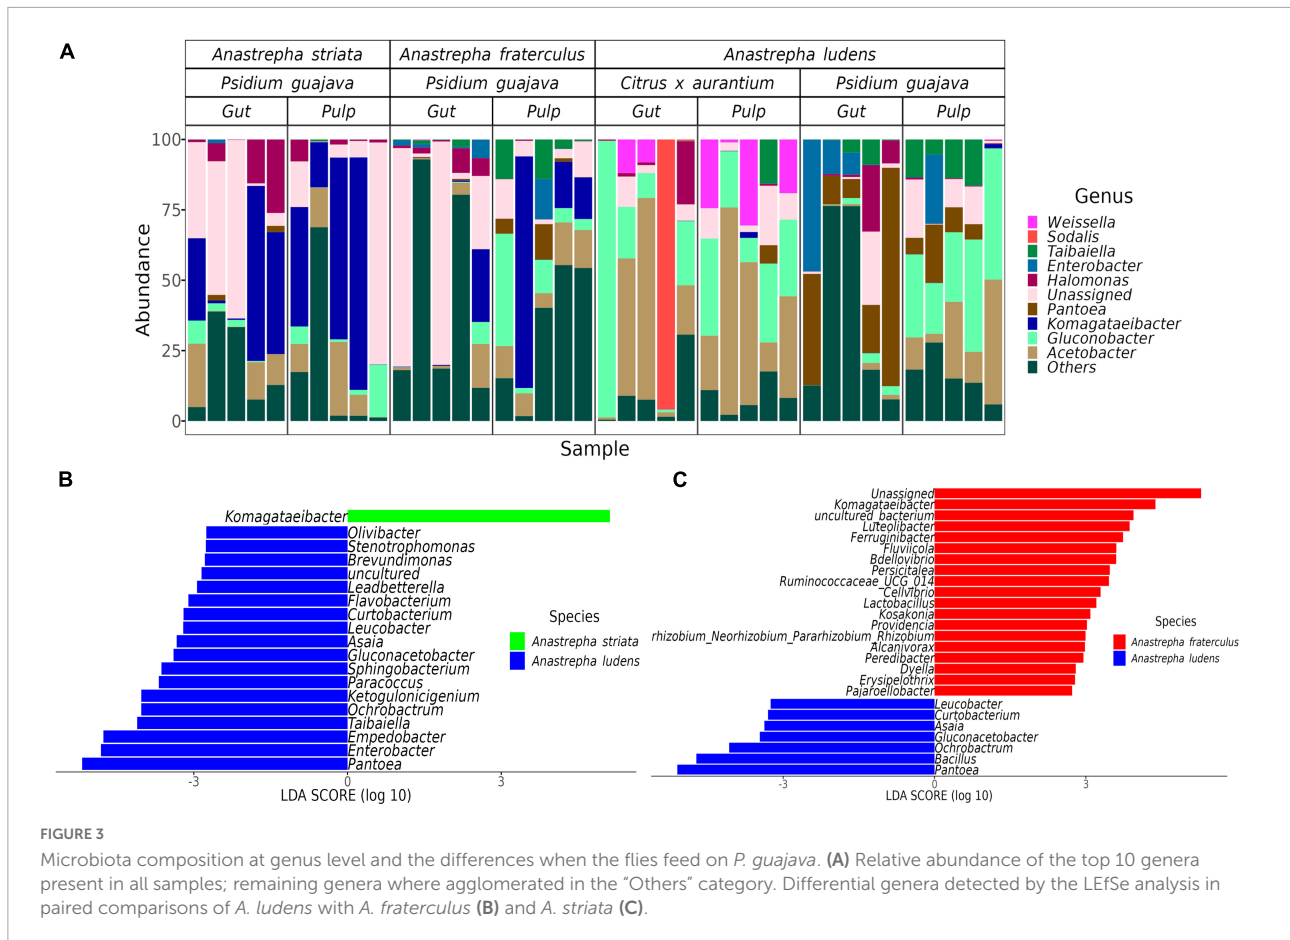 A
Anastrepha striata
Anastrepha fraterculus
Anastrepha ludens
Psidium guajava
Psidium guajava
Citrus x aurantium
Psidium guajava
Gut
Pulp
Gut
Pulp
Gut
Pulp
Gut
Pulp
100
75
50
25
0
Abundance
Sample
Genus
Weissella
Sodalis
Taibaiella
Enterobacter
Halomonas
Unassigned
Pantoea
Komagataeibacter
Gluconobacter
Acetobacter
Others
B
Komagataeibacter
Olivibacter
Stenotrophomonas
Brevundimonas
uncultured
Leadbetterella
Flavobacterium
Curtobacterium
Leucobacter
Asaia
Gluconacetobacter
Sphingobacterium
Paracoccus
Ketogulonicigenium
Ochrobactrum
Taibaiella
Empedobacter
Enterobacter
Pantoea
-3
0
3
LDA SCORE (log 10)
Species
Anastrepha striata
Anastrepha ludens
C
Unassigned
Komagataeibacter
uncultured_bacterium
Luteolibacter
Ferruginibacter
Fluviicola
Bdellovibrio
Persicitalea
Ruminococcaceae_UCG_014
Cellvibrio
Lactobacillus
Kosakonia
Providencia
rhizobium_Neorhizobium_Pararhizobium_Rhizobium
Alcanivorax
Peredibacter
Dyella
Erysipelothrix
Pajaroellobacter
Leucobacter
Curtobacterium
Asaia
Gluconacetobacter
Ochrobactrum
Bacillus
Pantoea
-3
0
3
LDA SCORE (log 10)
Species
Anastrepha fraterculus
Anastrepha ludens
FIGURE 3
Microbiota composition at genus level and the differences when the flies feed on P. guajava. (A) Relative abundance of the top 10 genera
present in all samples; remaining genera where agglomerated in the “Others” category. Differential genera detected by the LEfSe analysis in
paired comparisons of A. ludens with A. fraterculus (B) and A. striata (C).